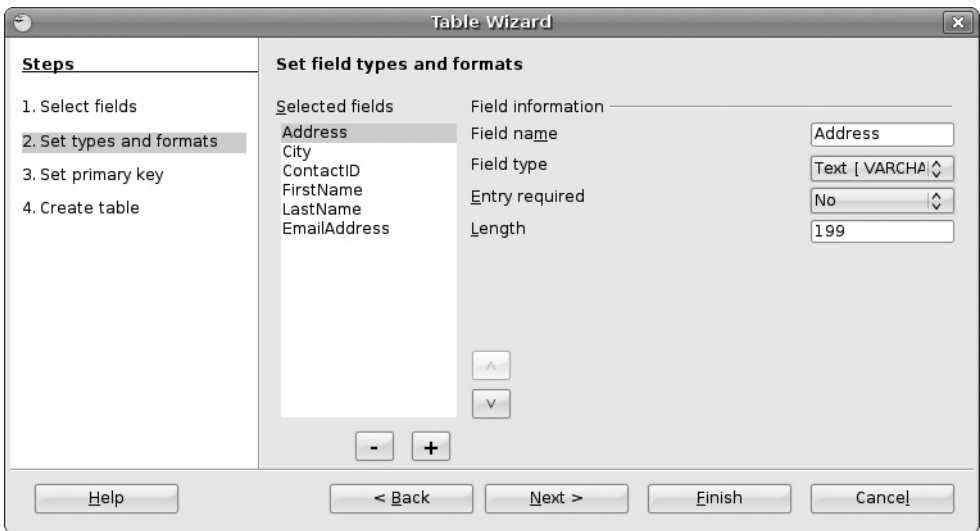 Table Wizard
Steps
1. Select fields
2. Set types and formats
3. Set primary key
4. Create table
Set field types and formats
Selected fields
Address
City
ContactID
FirstName
LastName
EmailAddress
- +
Field information
Field name Address
Field type Text [ VARCHA
Entry required No
Length 199
Help < Back Next > Finish Cancel